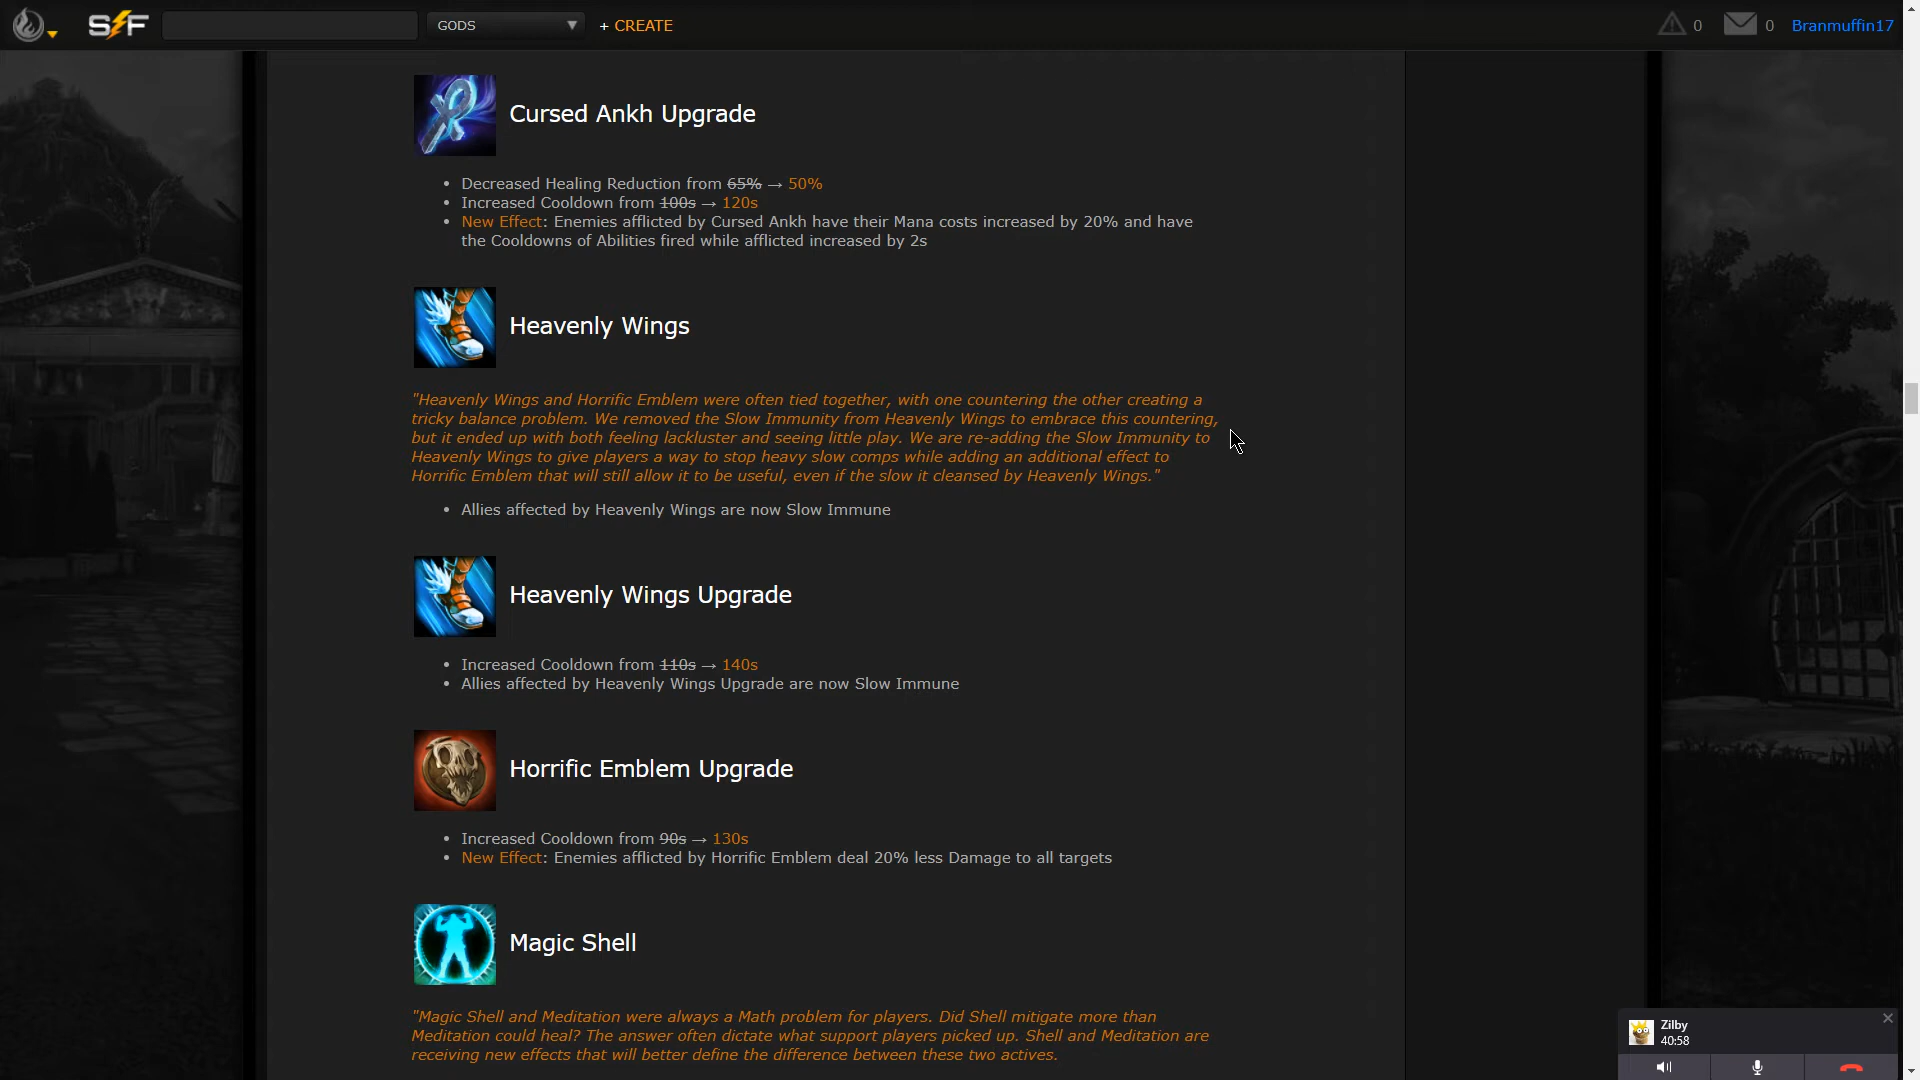 SF GODS + CREATE 0 0 Branmuffin17
Cursed Ankh Upgrade
• Decreased Healing Reduction from 65% → 50%
• Increased Cooldown from 100s → 120s
• New Effect: Enemies afflicted by Cursed Ankh have their Mana costs increased by 20% and have
the Cooldowns of Abilities fired while afflicted increased by 2s
Heavenly Wings
"Heavenly Wings and Horrific Emblem were often tied together, with one countering the other creating a
tricky balance problem. We removed the Slow Immunity from Heavenly Wings to embrace this countering,
but it ended up with both feeling lackluster and seeing little play. We are re-adding the Slow Immunity to
Heavenly Wings to give players a way to stop heavy slow comps while adding an additional effect to
Horrific Emblem that will still allow it to be useful, even if the slow it cleansed by Heavenly Wings."
• Allies affected by Heavenly Wings are now Slow Immune
Heavenly Wings Upgrade
• Increased Cooldown from 110s → 140s
• Allies affected by Heavenly Wings Upgrade are now Slow Immune
Horrific Emblem Upgrade
• Increased Cooldown from 90s → 130s
• New Effect: Enemies afflicted by Horrific Emblem deal 20% less Damage to all targets
Magic Shell
"Magic Shell and Meditation were always a Math problem for players. Did Shell mitigate more than
Meditation could heal? The answer often dictate what support players picked up. Shell and Meditation are
receiving new effects that will better define the difference between these two actives.
Zilby
40:58